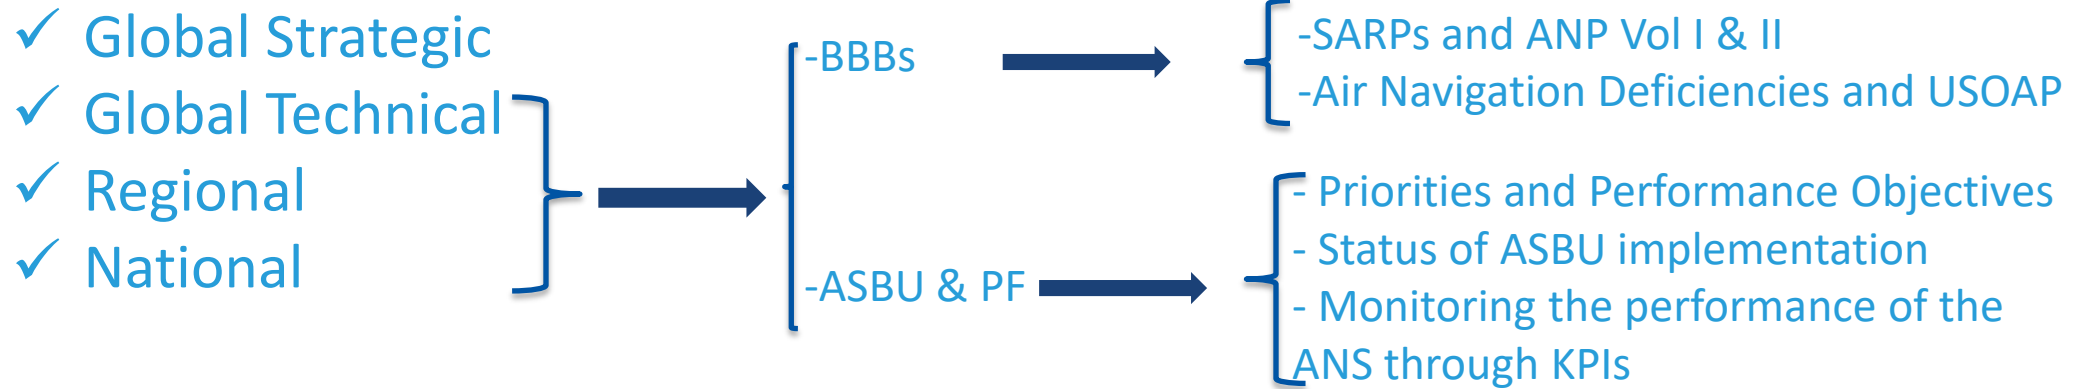 ✓ Global Strategic
✓ Global Technical
✓ Regional
✓ National
-BBBs
-ASBU & PF
-SARPs and ANP Vol I & II
-Air Navigation Deficiencies and USOAP
- Priorities and Performance Objectives
- Status of ASBU implementation
- Monitoring the performance of the
ANS through KPIs